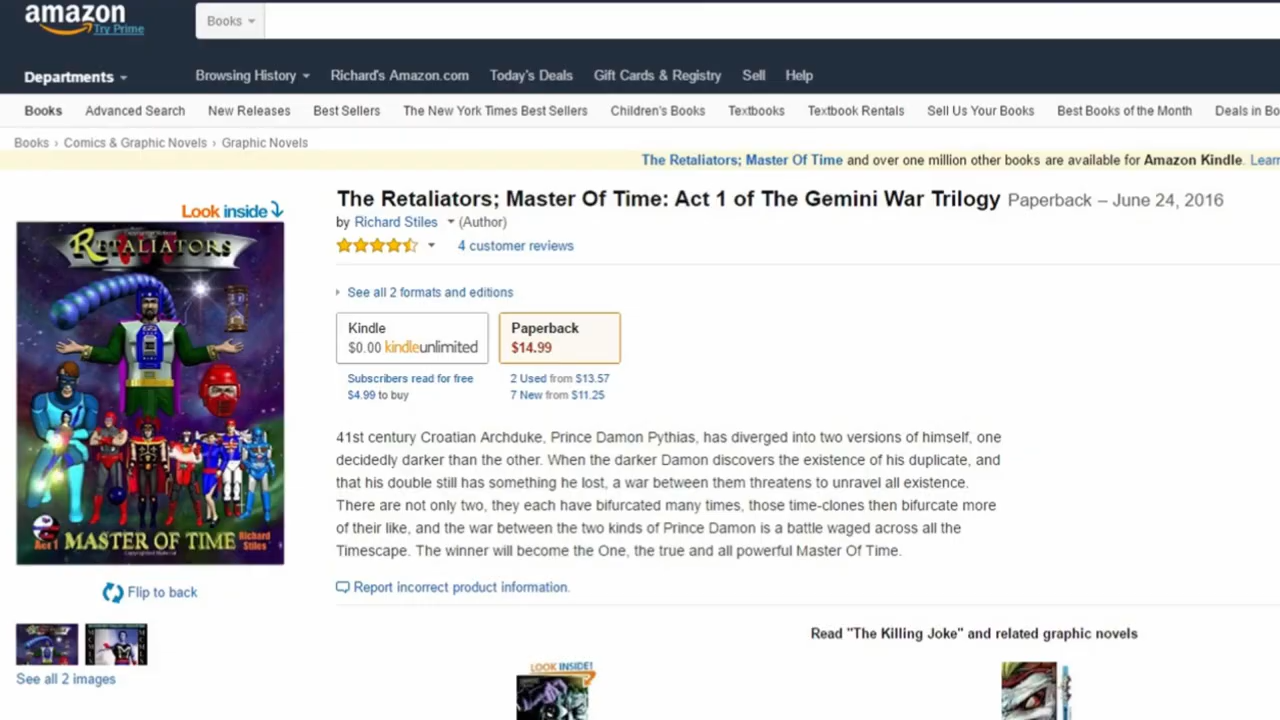 amazon
Try Prime
Books
Departments
Browsing History
Richard's Amazon.com
Today's Deals
Gift Cards & Registry
Sell
Help
Books
Advanced Search
New Releases
Best Sellers
The New York Times Best Sellers
Children's Books
Textbooks
Textbook Rentals
Sell Us Your Books
Best Books of the Month
Deals in Bo
Books › Comics & Graphic Novels › Graphic Novels
The Retaliators; Master Of Time and over one million other books are available for Amazon Kindle. Learn
Look inside
RETALIATORS
Act 1
MASTER OF TIME
Richard
Stiles
Flip to back
See all 2 images
The Retaliators; Master Of Time: Act 1 of The Gemini War Trilogy Paperback – June 24, 2016
by Richard Stiles (Author)
4 customer reviews
See all 2 formats and editions
Kindle
$0.00 kindleunlimited
Subscribers read for free
$4.99 to buy
Paperback
$14.99
2 Used from $13.57
7 New from $11.25
41st century Croatian Archduke, Prince Damon Pythias, has diverged into two versions of himself, one
decidedly darker than the other. When the darker Damon discovers the existence of his duplicate, and
that his double still has something he lost, a war between them threatens to unravel all existence.
There are not only two, they each have bifurcated many times, those time-clones then bifurcate more
of their like, and the war between the two kinds of Prince Damon is a battle waged across all the
Timescape. The winner will become the One, the true and all powerful Master Of Time.
Report incorrect product information.
Read "The Killing Joke" and related graphic novels
LOOK INSIDE!